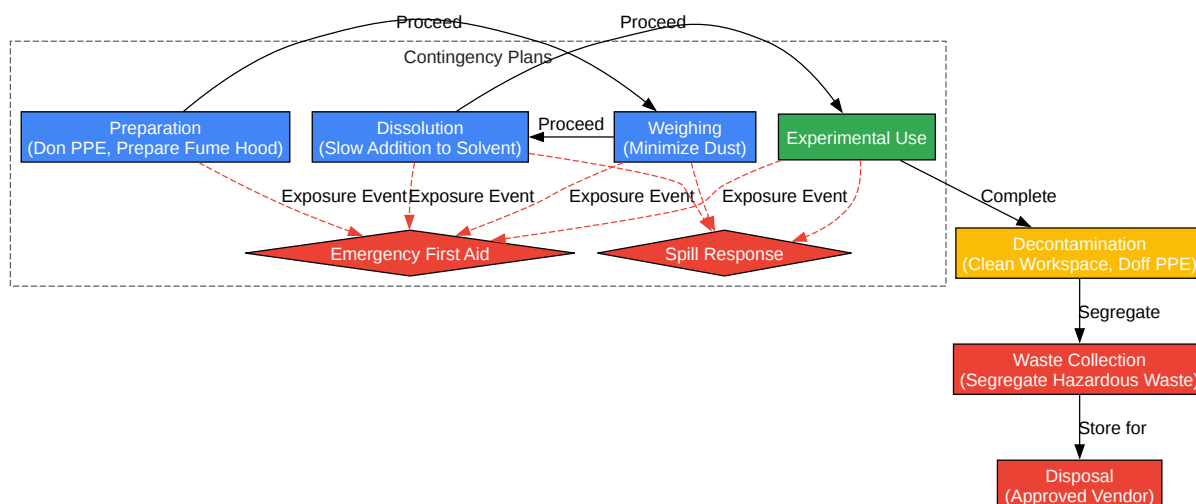 Proceed
Proceed
Contingency Plans
Preparation
(Don PPE, Prepare Fume Hood)
Dissolution
(Slow Addition to Solvent)
Proceed
Weighing
(Minimize Dust)
Experimental Use
Exposure Event
Exposure Event
Exposure Event
Exposure Event
Complete
Emergency First Aid
Spill Response
Decontamination
(Clean Workspace, Doff PPE)
Segregate
Waste Collection
(Segregate Hazardous Waste)
Store for
Disposal
(Approved Vendor)